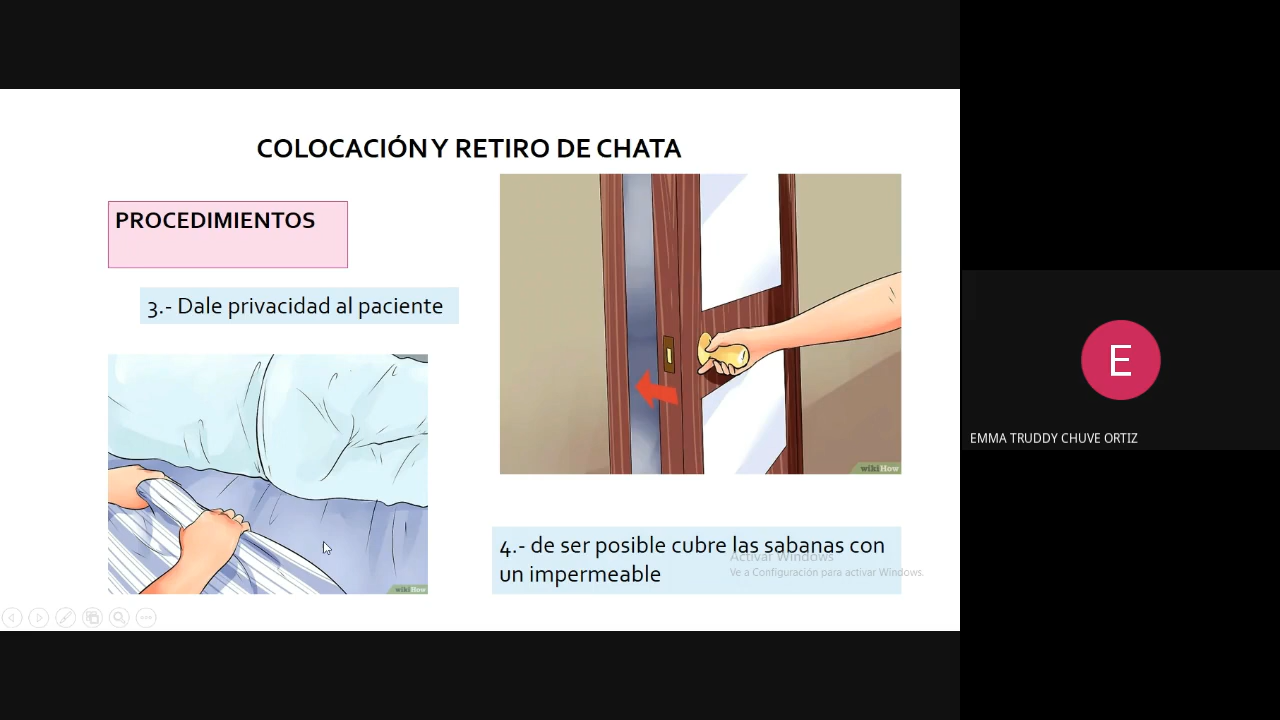 COLOCACIÓN Y RETIRO DE CHATA
PROCEDIMIENTOS
3.- Dale privacidad al paciente
wikiHow
wikiHow
4.- de ser posible cubre las sabanas con
un impermeable
Activar Windows
Ve a Configuración para activar Windows.
E
EMMA TRUDDY CHUVE ORTIZ